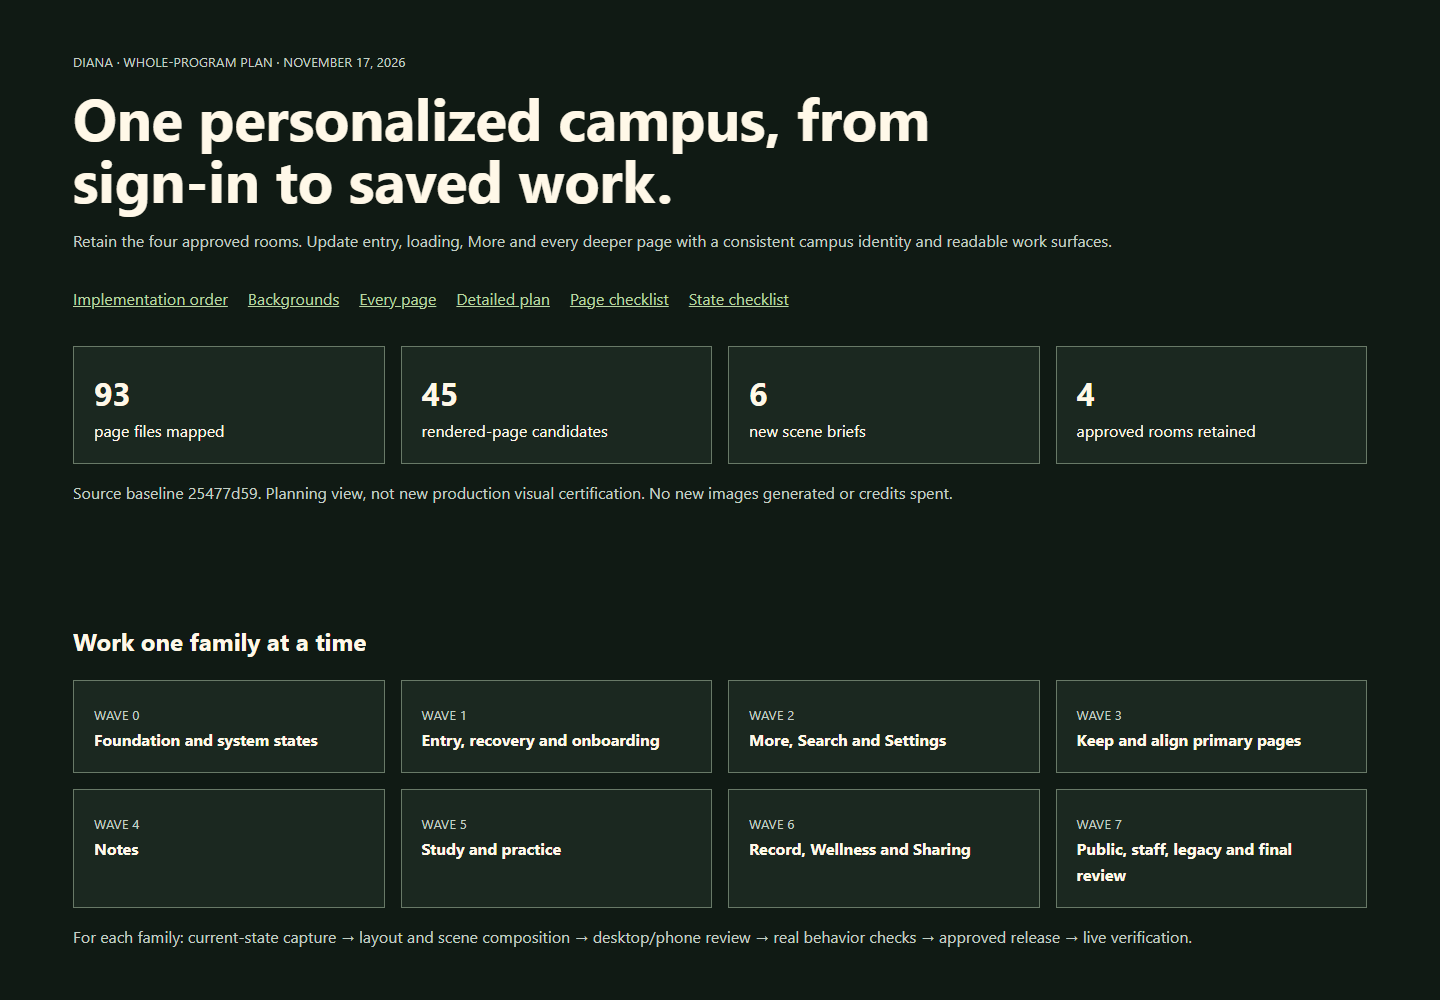 DIANA · WHOLE-PROGRAM PLAN · NOVEMBER 17, 2026
One personalized campus, from
sign-in to saved work.
Retain the four approved rooms. Update entry, loading, More and every deeper page with a consistent campus identity and readable work surfaces.
Implementation order Backgrounds Every page Detailed plan Page checklist State checklist
93
page files mapped
45
rendered-page candidates
6
new scene briefs
4
approved rooms retained
Source baseline 25477d59. Planning view, not new production visual certification. No new images generated or credits spent.
Work one family at a time
WAVE 0
Foundation and system states
WAVE 1
Entry, recovery and onboarding
WAVE 2
More, Search and Settings
WAVE 3
Keep and align primary pages
WAVE 4
Notes
WAVE 5
Study and practice
WAVE 6
Record, Wellness and Sharing
WAVE 7
Public, staff, legacy and final
review
For each family: current-state capture → layout and scene composition → desktop/phone review → real behavior checks → approved release → live verification.